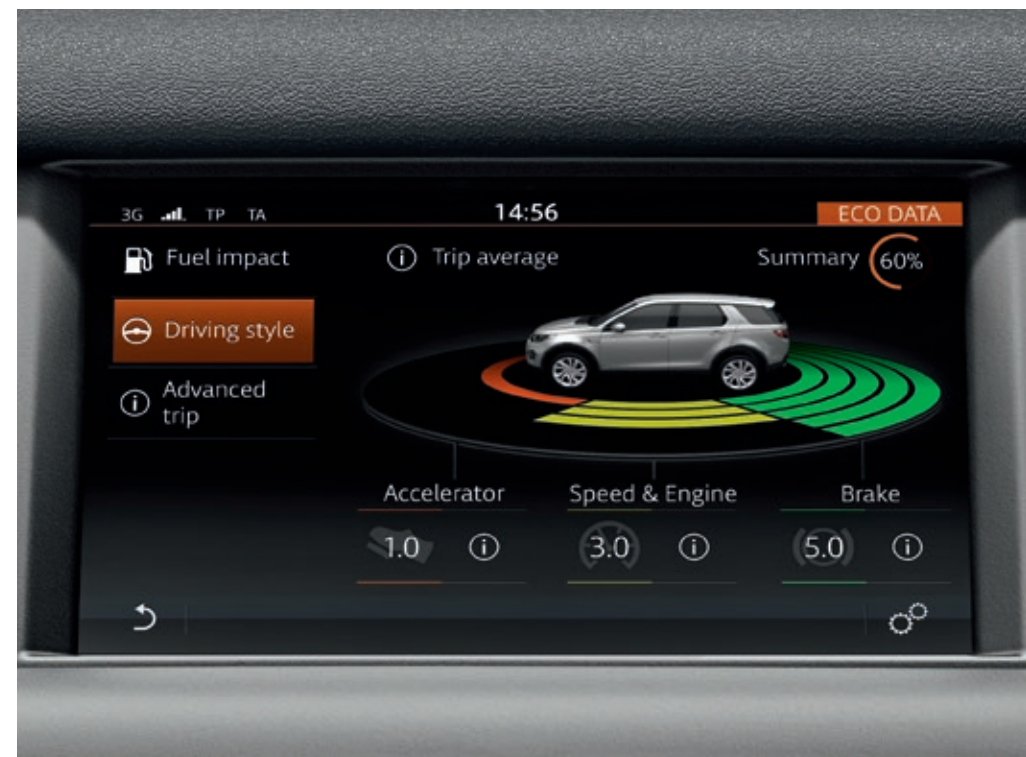 3G TP TA 14:56 ECO DATA
Fuel impact
Trip average
Summary 60%
Driving style
Advanced
trip
Accelerator
Speed & Engine
Brake
1.0
3.0
5.0